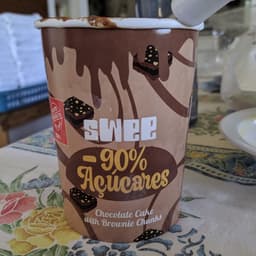 swee
-90%
Açúcares
Chocolate Cake
with Brownie Chunks